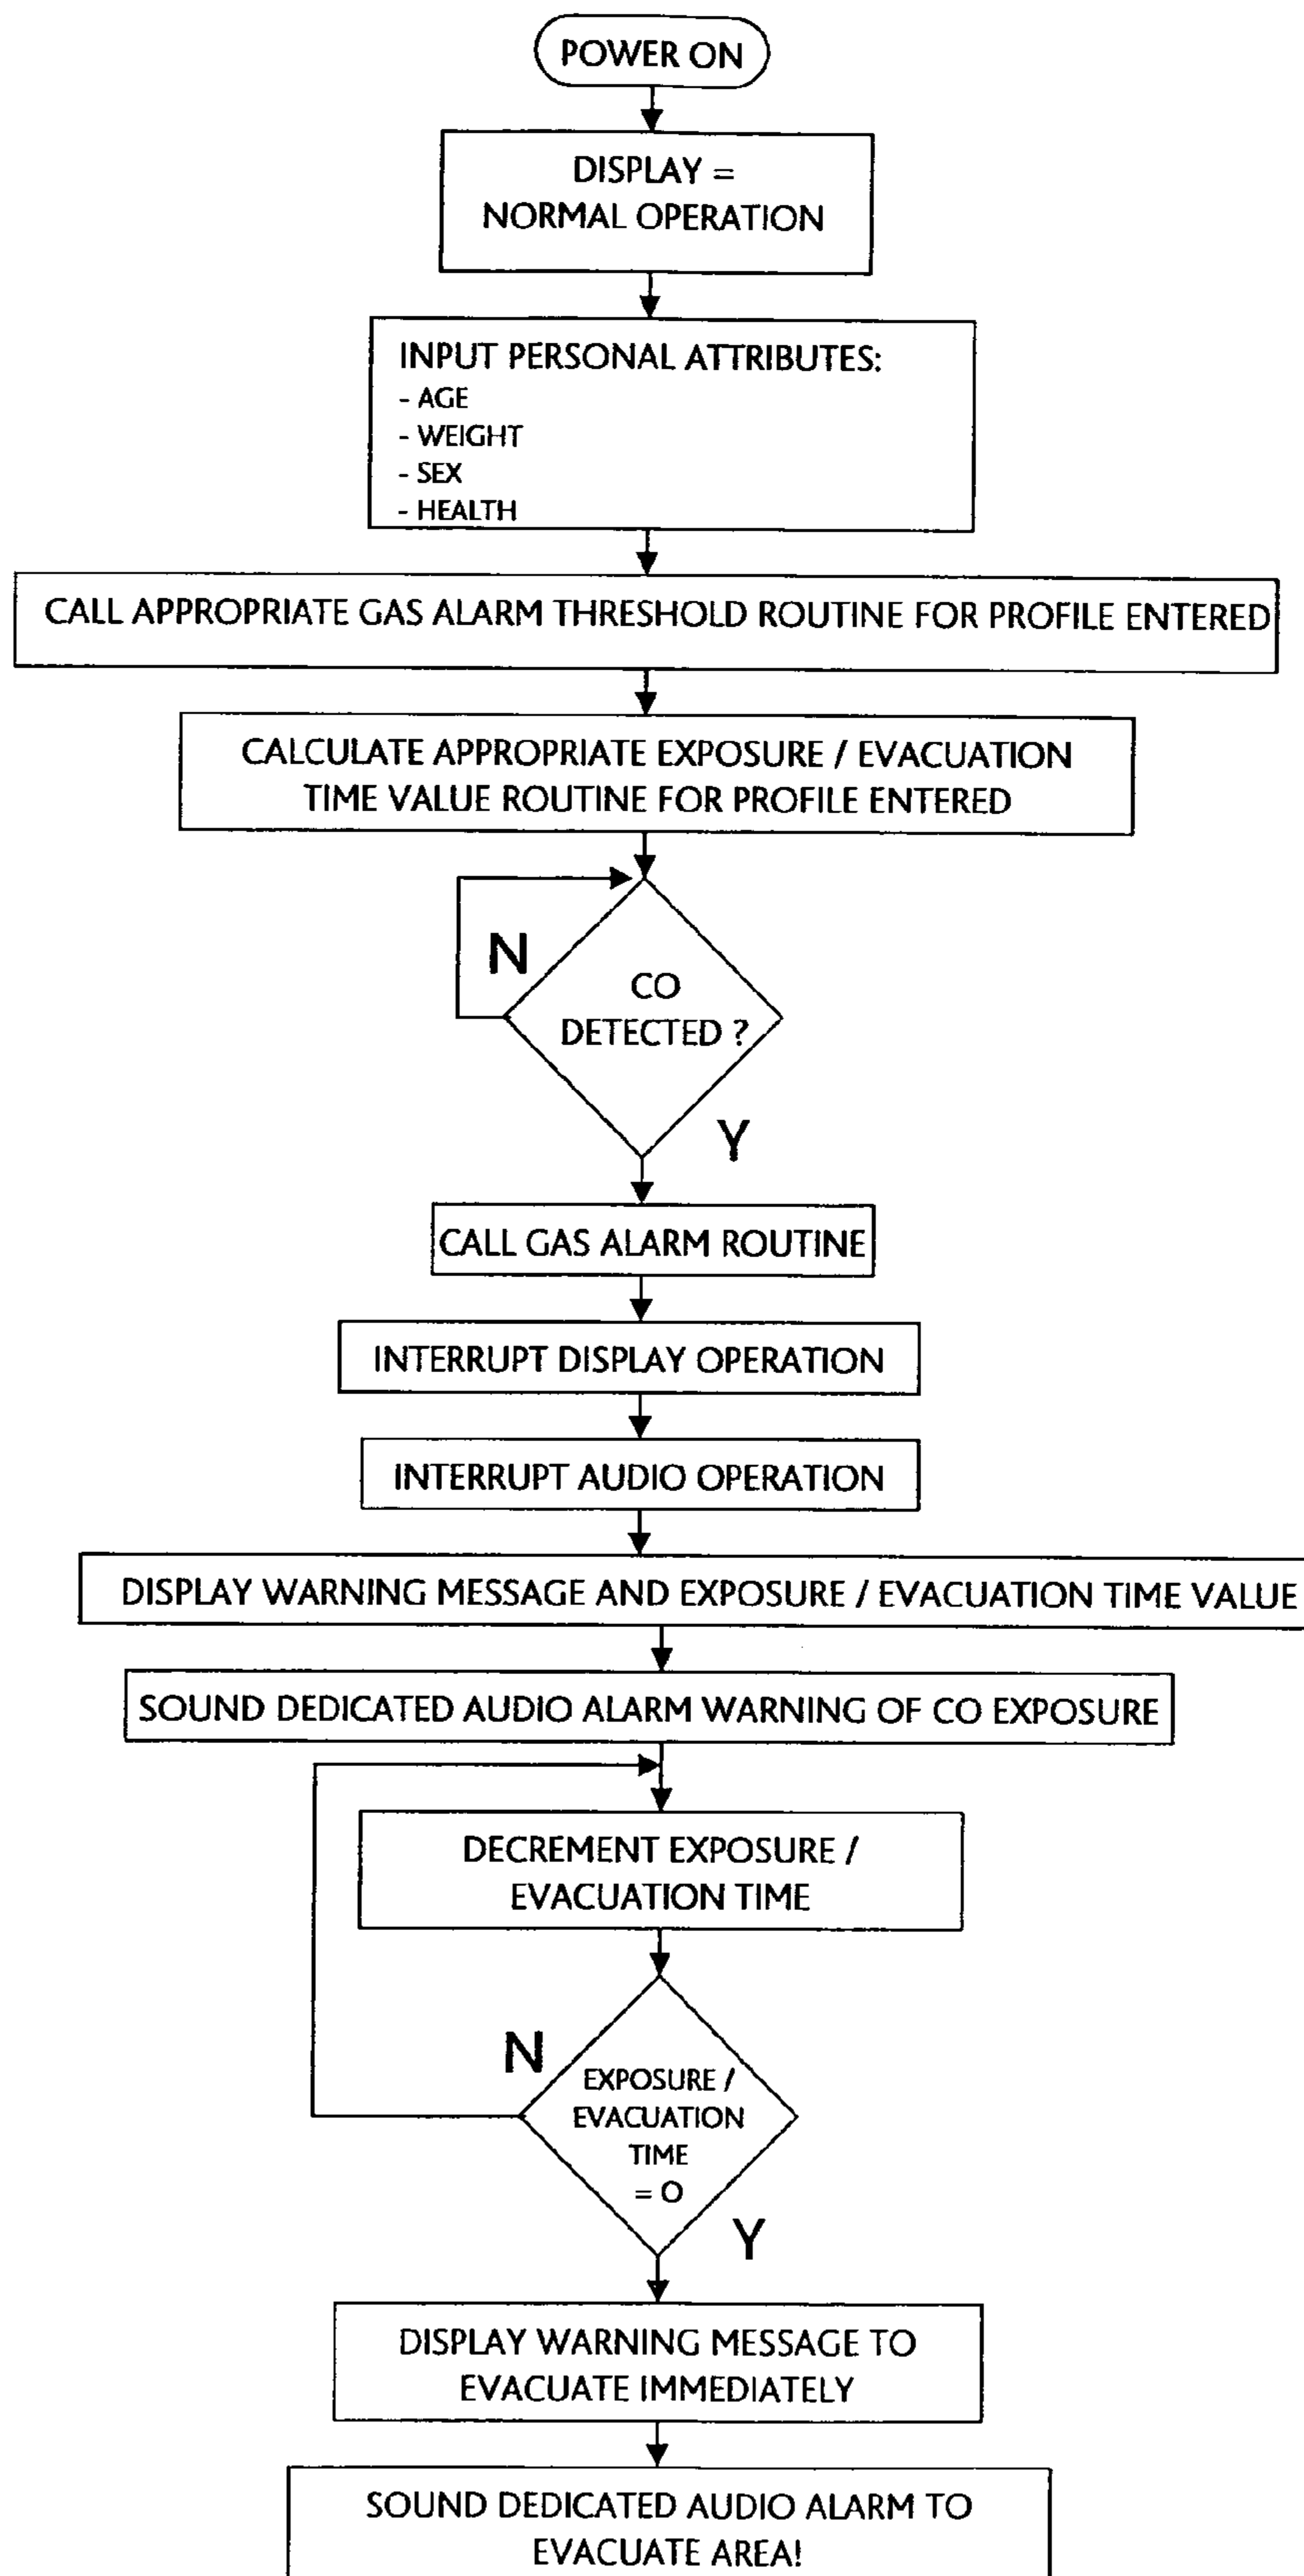 POWER ON
DISPLAY =
NORMAL OPERATION
INPUT PERSONAL ATTRIBUTES:
- AGE
- WEIGHT
- SEX
- HEALTH
CALL APPROPRIATE GAS ALARM THRESHOLD ROUTINE FOR PROFILE ENTERED
CALCULATE APPROPRIATE EXPOSURE / EVACUATION
TIME VALUE ROUTINE FOR PROFILE ENTERED
N
CO
DETECTED ?
Y
CALL GAS ALARM ROUTINE
INTERRUPT DISPLAY OPERATION
INTERRUPT AUDIO OPERATION
DISPLAY WARNING MESSAGE AND EXPOSURE / EVACUATION TIME VALUE
SOUND DEDICATED AUDIO ALARM WARNING OF CO EXPOSURE
DECREMENT EXPOSURE /
EVACUATION TIME
N
EXPOSURE /
EVACUATION
TIME
= O
Y
DISPLAY WARNING MESSAGE TO
EVACUATE IMMEDIATELY
SOUND DEDICATED AUDIO ALARM TO
EVACUATE AREA!